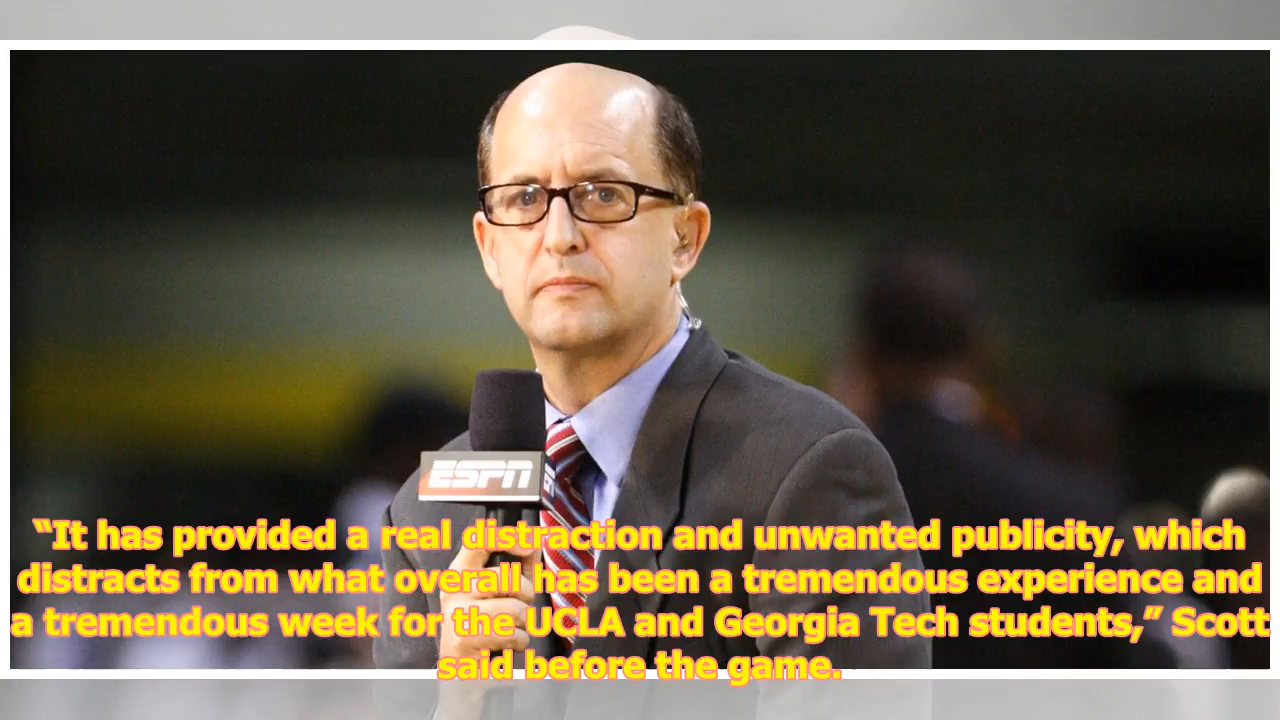 ESPN
“It has provided a real distraction and unwanted publicity, which
distracts from what overall has been a tremendous experience and
a tremendous week for the UCLA and Georgia Tech students,” Scott
said before the game.